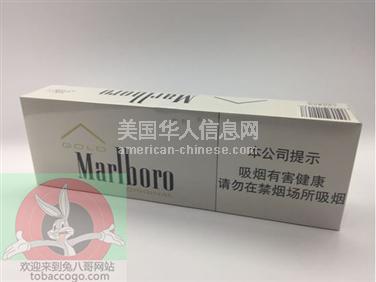 Marlboro
美国华人信息网
american-chinese.com
GOLD
Marlboro
ORIGINAL
本公司提示
吸烟有害健康
请勿在禁烟场所吸烟
欢迎来到兔八哥网站
tobaccogo.com